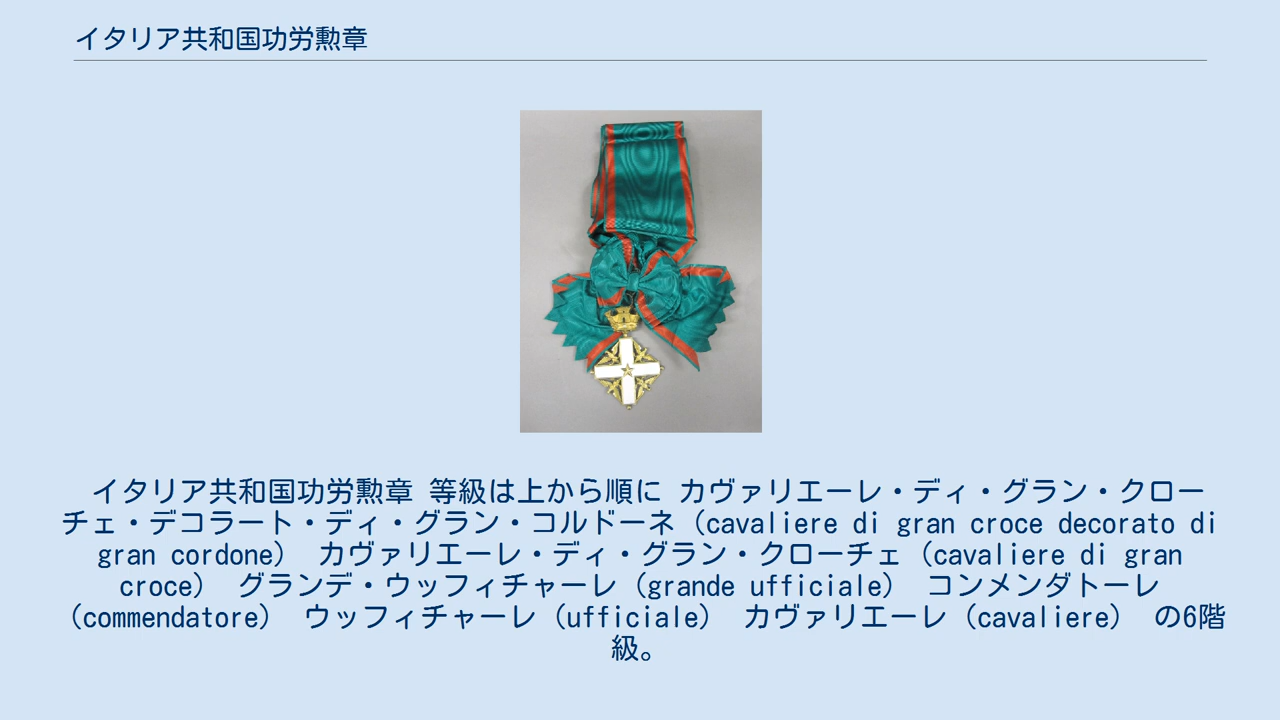 イタリア共和国功労勲章
イタリア共和国功労勲章 等級は上から順に カヴァリエーレ・ディ・グラン・クロー
チェ・デコラート・ディ・グラン・コルドーネ（cavaliere di gran croce decorato di
gran cordone） カヴァリエーレ・ディ・グラン・クローチェ（cavaliere di gran
croce） グランデ・ウッフィチャーレ（grande ufficiale） コンメンダトーレ
（commendatore） ウッフィチャーレ（ufficiale） カヴァリエーレ（cavaliere） の6階
級。